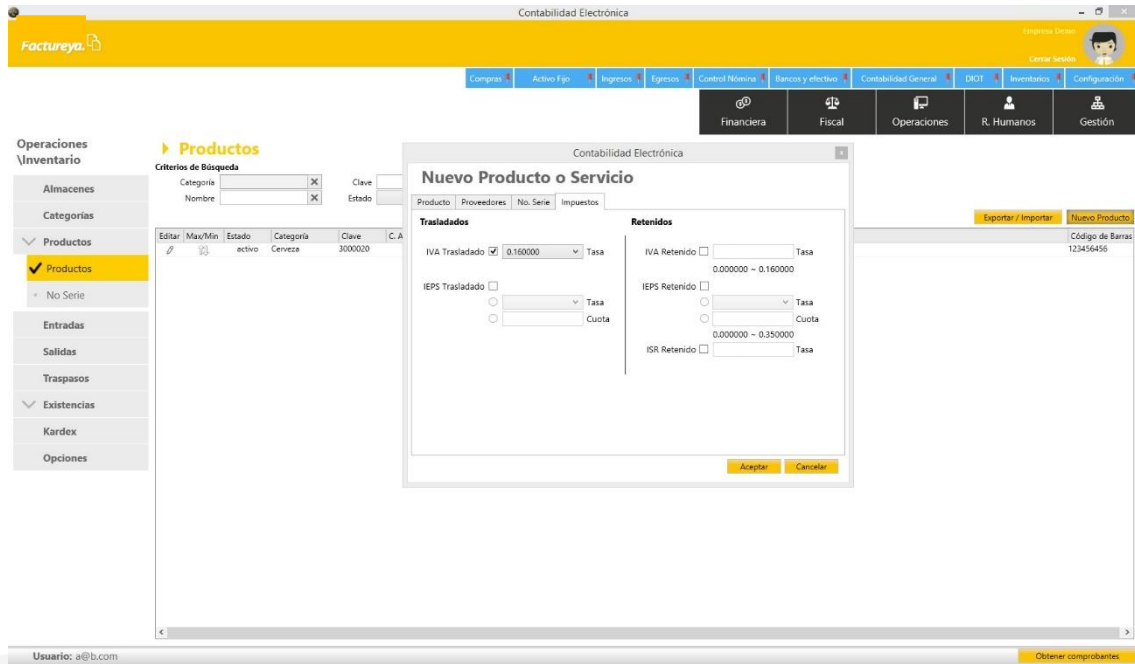 Contabilidad Electrónica
Factureya.
Empresa Demo
Cerrar Sesión
Compras Activo Fijo Ingresos Egresos Control Nómina Bancos y efectivo Contabilidad General DIOT Inventarios Configuración
Financiera Fiscal Operaciones R. Humanos Gestión
Operaciones
\Inventario
Almacenes
Categorías
Productos
Productos
No Serie
Entradas
Salidas
Traspasos
Existencias
Kardex
Opciones
Productos
Criterios de Búsqueda
Categoría Clave
Nombre Estado
Exportar / Importar Nuevo Producto
Editar Max/Min Estado Categoría Clave C. A Código de Barras
activo Cerveza 3000020 123456456
Contabilidad Electrónica
Nuevo Producto o Servicio
Producto Proveedores No. Serie Impuestos
Trasladados Retenidos
IVA Trasladado 0.160000 Tasa IVA Retenido Tasa
0.000000 ~ 0.160000
IEPS Trasladado IEPS Retenido
Tasa Tasa
Cuota Cuota
0.000000 ~ 0.350000
ISR Retenido Tasa
Aceptar Cancelar
Usuario: a@b.com Obtener comprobantes